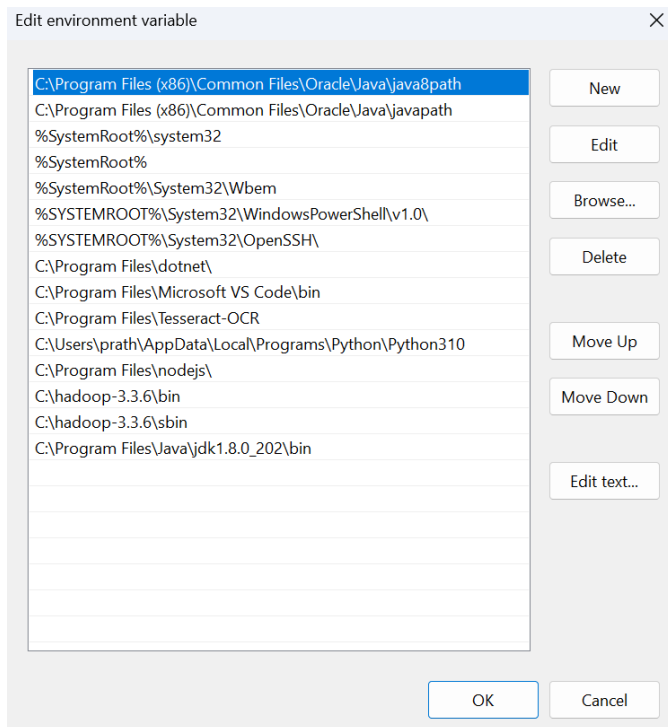 Edit environment variable
C:\Program Files (x86)\Common Files\Oracle\Java\java8path
C:\Program Files (x86)\Common Files\Oracle\Java\javapath
%SystemRoot%\system32
%SystemRoot%
%SystemRoot%\System32\Wbem
%SYSTEMROOT%\System32\WindowsPowerShell\v1.0\
%SYSTEMROOT%\System32\OpenSSH\
C:\Program Files\dotnet\
C:\Program Files\Microsoft VS Code\bin
C:\Program Files\Tesseract-OCR
C:\Users\prath\AppData\Local\Programs\Python\Python310
C:\Program Files\nodejs\
C:\hadoop-3.3.6\bin
C:\hadoop-3.3.6\sbin
C:\Program Files\Java\jdk1.8.0_202\bin
New
Edit
Browse...
Delete
Move Up
Move Down
Edit text...
OK
Cancel